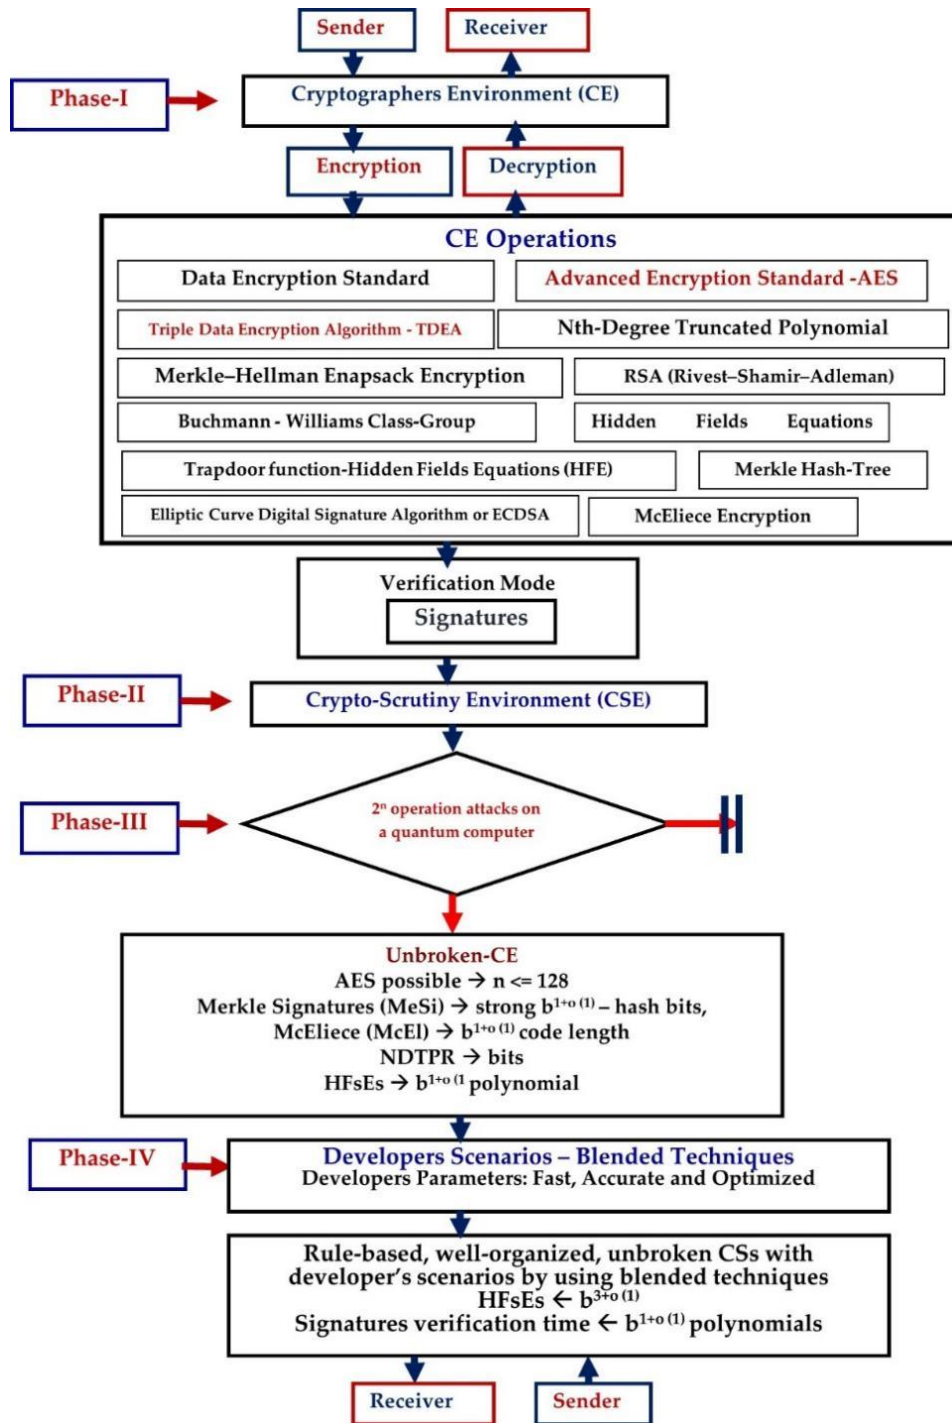 Sender Receiver
Phase-I
Cryptographers Environment (CE)
Encryption Decryption
CE Operations
Data Encryption Standard
Advanced Encryption Standard -AES
Triple Data Encryption Algorithm - TDEA
Nth-Degree Truncated Polynomial
Merkle–Hellman Enapsack Encryption
RSA (Rivest–Shamir–Adleman)
Buchmann - Williams Class-Group
Hidden Fields Equations
Trapdoor function-Hidden Fields Equations (HFE)
Merkle Hash-Tree
Elliptic Curve Digital Signature Algorithm or ECDSA
McEliece Encryption
Verification Mode
Signatures
Phase-II
Crypto-Scrutiny Environment (CSE)
Phase-III
2ⁿ operation attacks on
a quantum computer
Unbroken-CE
AES possible → n <= 128
Merkle Signatures (MeSi) → strong b¹⁺ᵒ ⁽¹⁾ – hash bits,
McEliece (McEl) → b¹⁺ᵒ ⁽¹⁾ code length
NDTPR → bits
HFsEs → b¹⁺ᵒ ⁽¹ polynomial
Phase-IV
Developers Scenarios – Blended Techniques
Developers Parameters: Fast, Accurate and Optimized
Rule-based, well-organized, unbroken CSs with
developer’s scenarios by using blended techniques
HFsEs ← b³⁺ᵒ ⁽¹⁾
Signatures verification time ← b¹⁺ᵒ ⁽¹⁾ polynomials
Receiver Sender